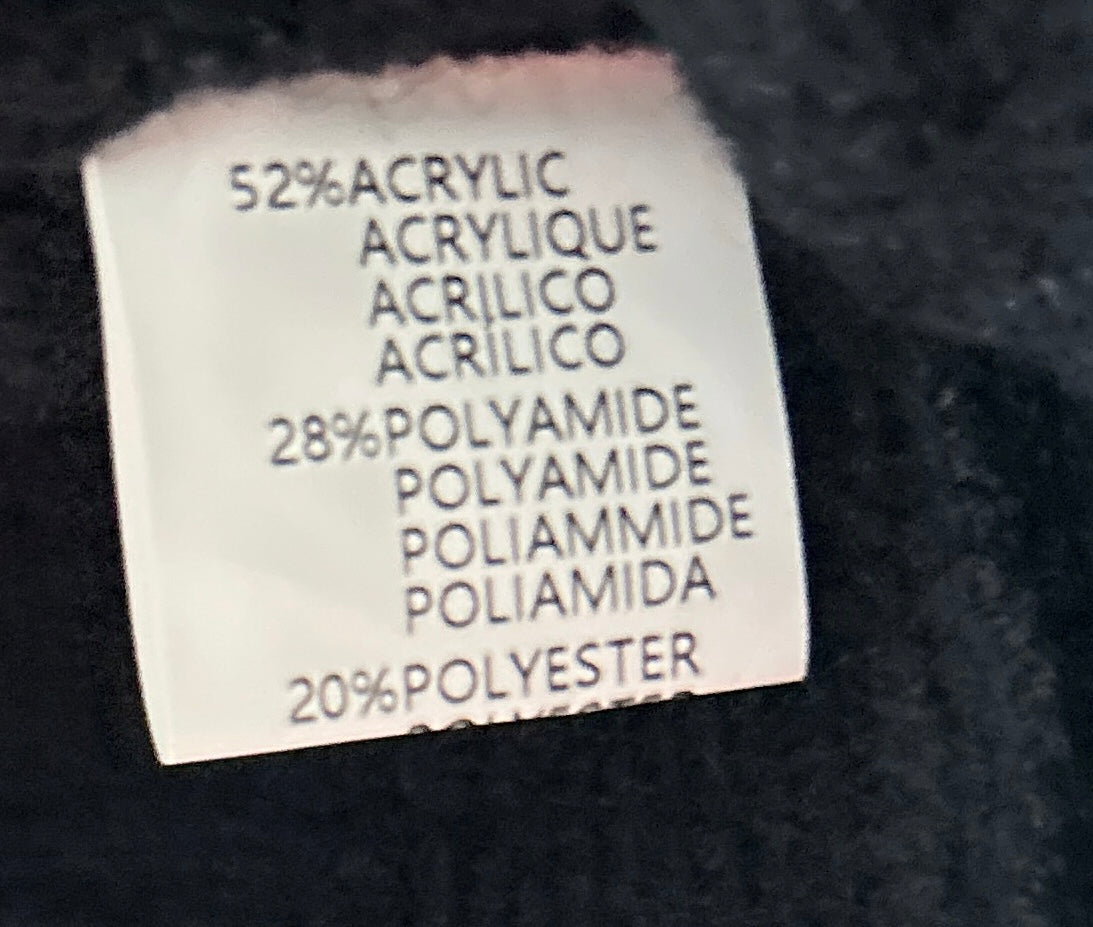 52%ACRYLIC
ACRYLIQUE
ACRILICO
ACRÍLICO
28%POLYAMIDE
POLYAMIDE
POLIAMMIDE
POLIAMIDA
20%POLYESTER